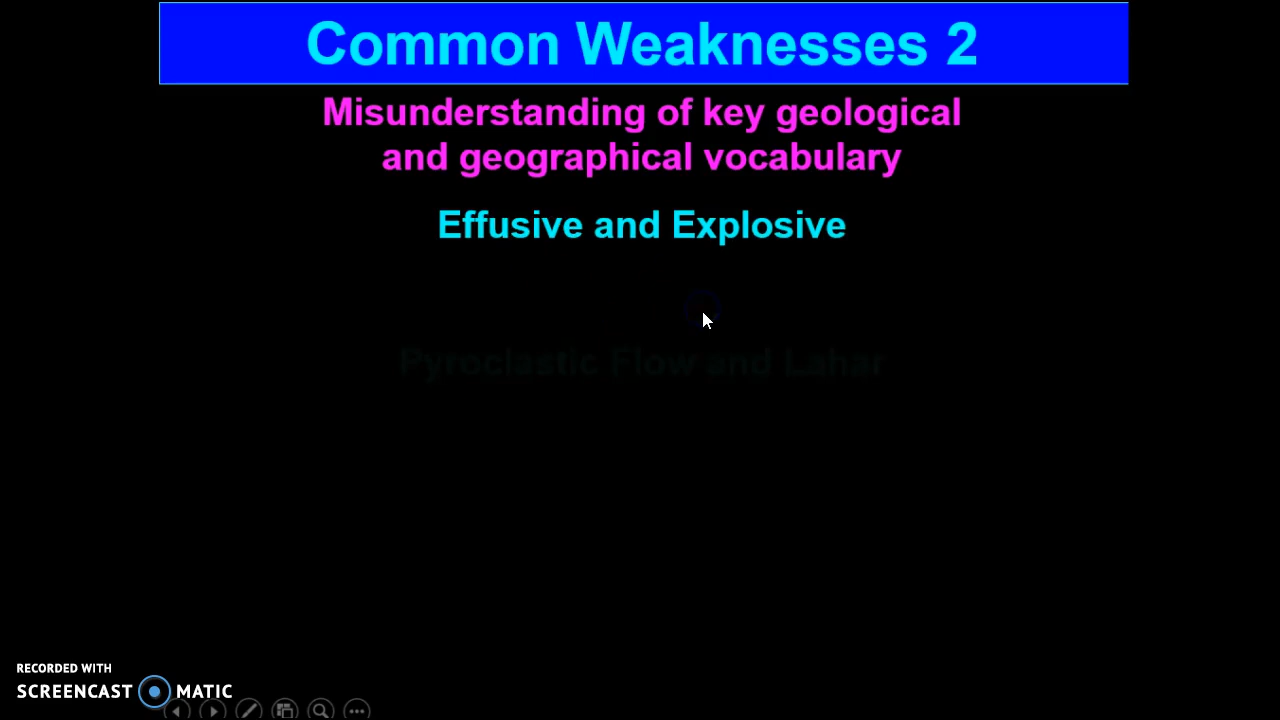 Common Weaknesses 2
Misunderstanding of key geological
and geographical vocabulary
Effusive and Explosive
Pyroclastic Flow and Lahar
RECORDED WITH
SCREENCAST MATIC